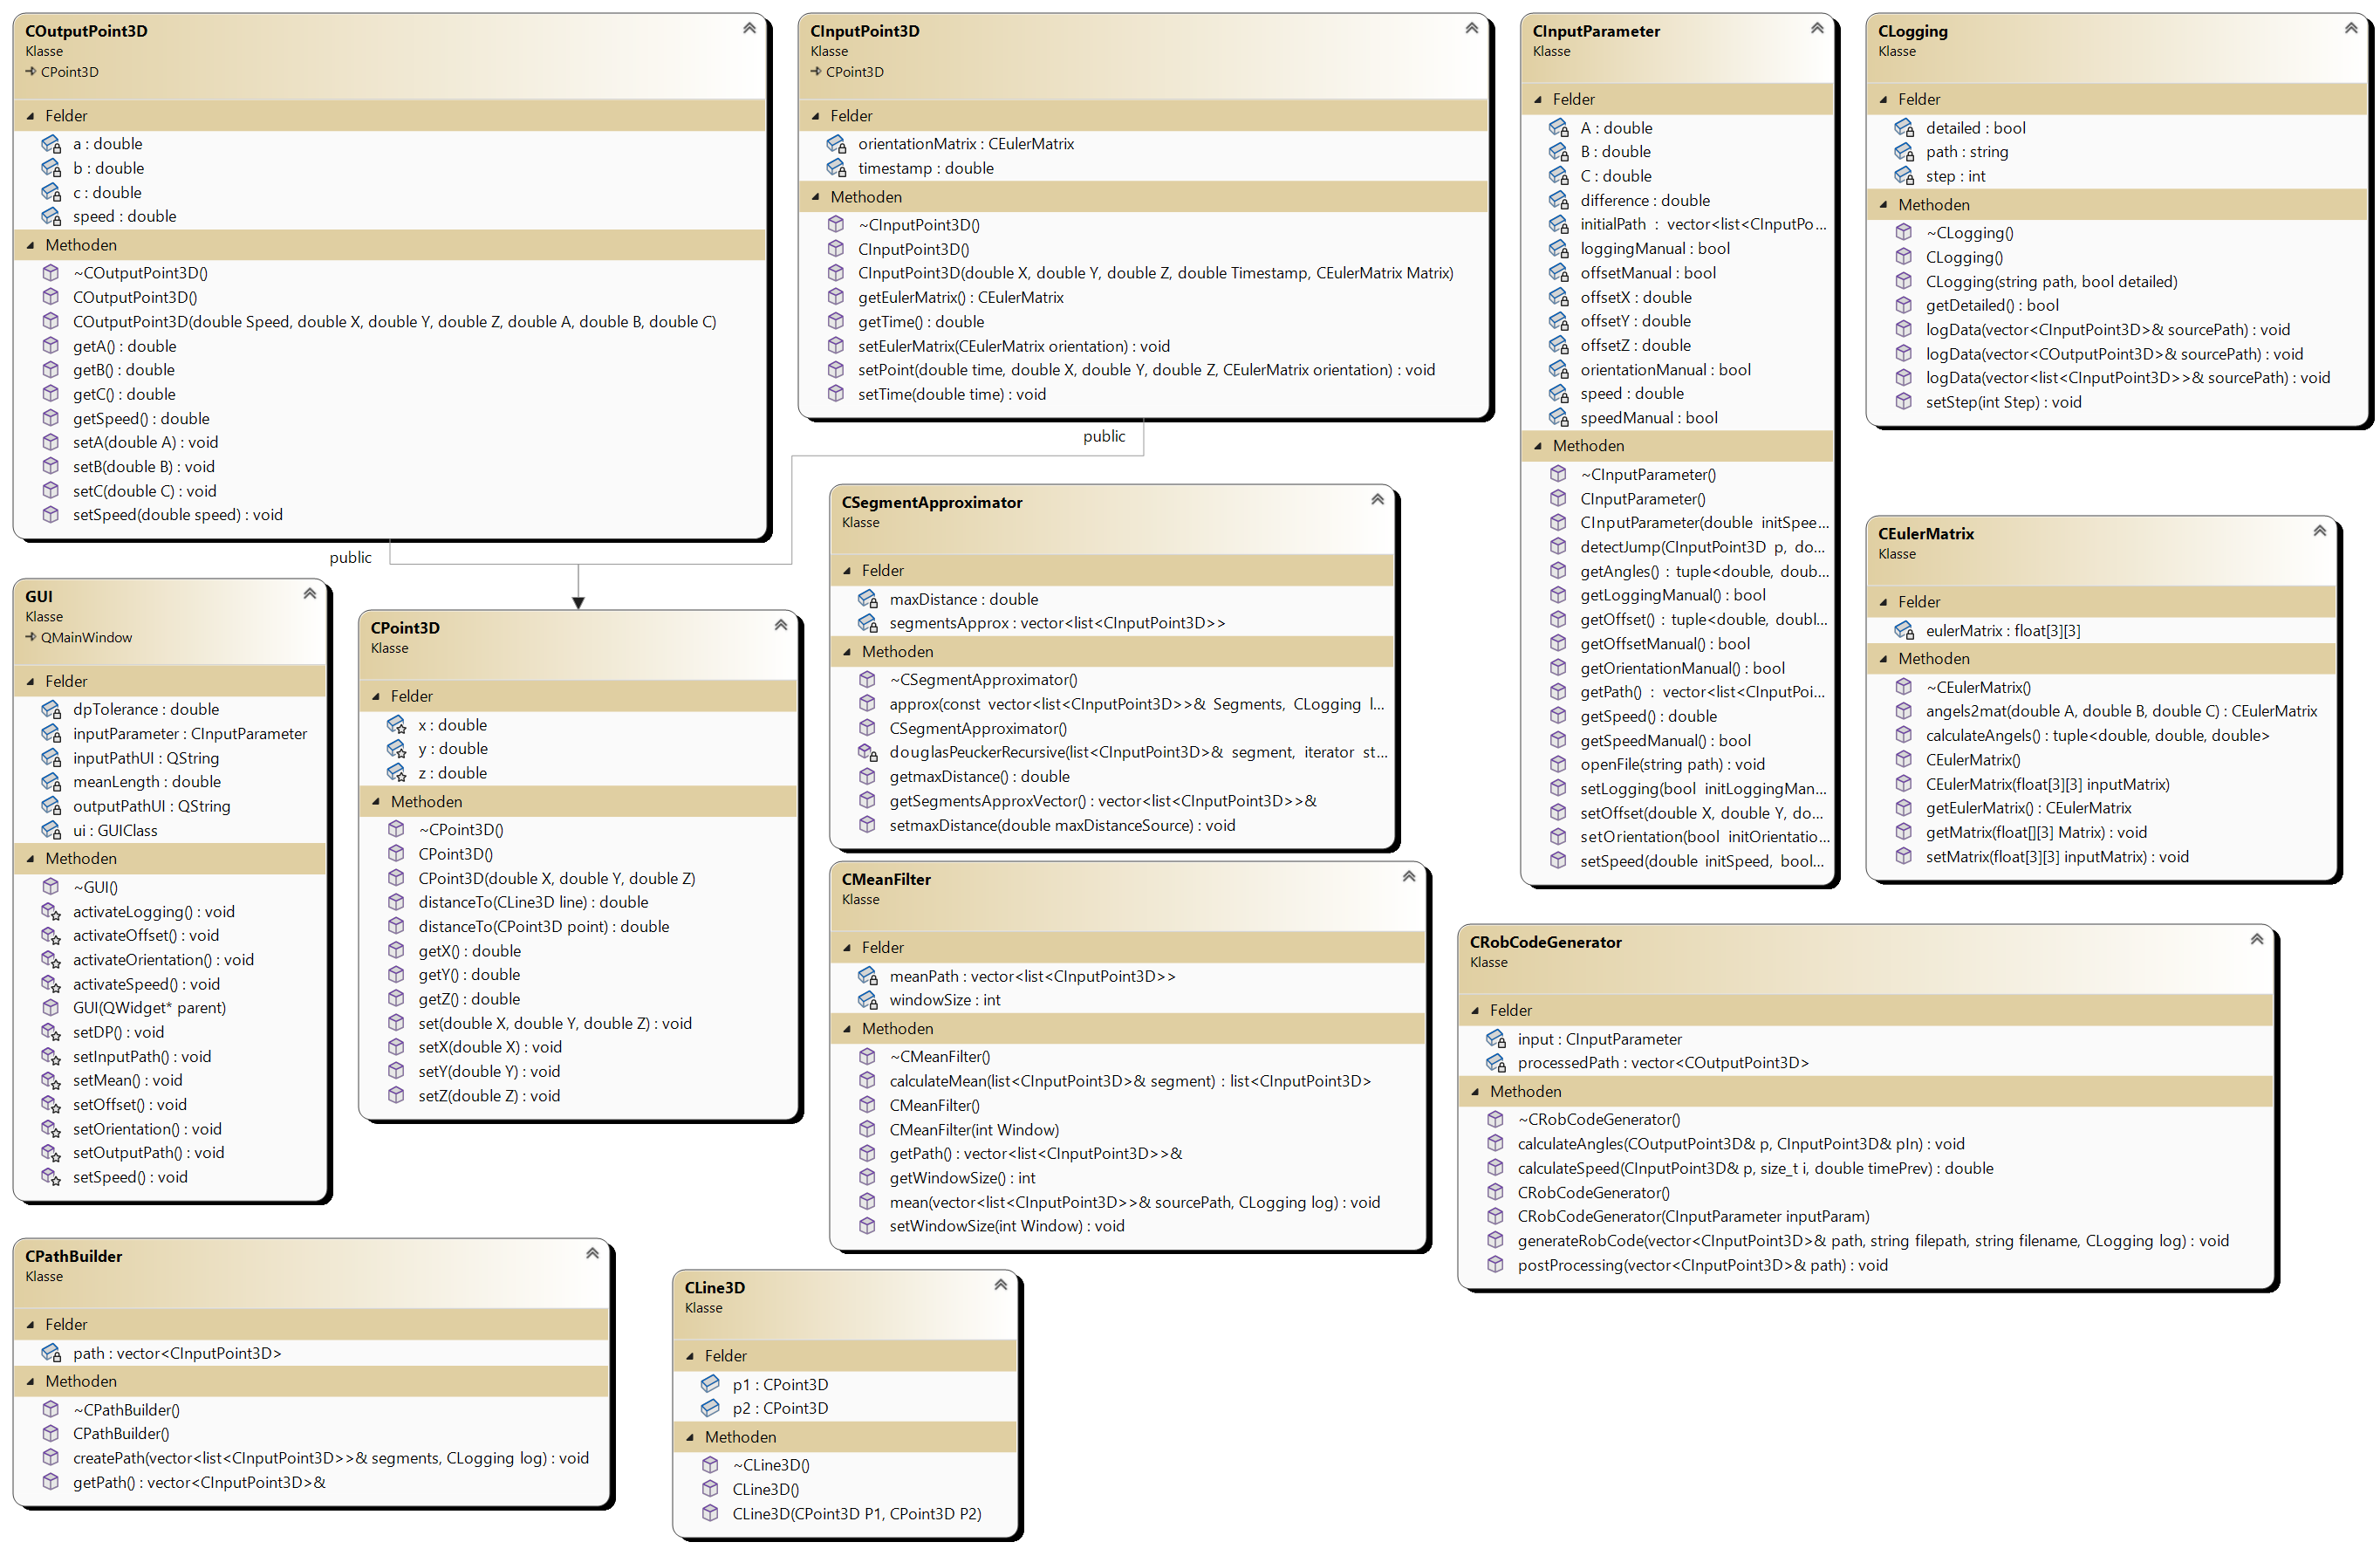 COutputPoint3D
Klasse
CPoint3D
Felder
a : double
b : double
c : double
speed : double
Methoden
~COutputPoint3D()
COutputPoint3D()
COutputPoint3D(double Speed, double X, double Y, double Z, double A, double B, double C)
getA() : double
getB() : double
getC() : double
getSpeed() : double
setA(double A) : void
setB(double B) : void
setC(double C) : void
setSpeed(double speed) : void
public
CInputPoint3D
Klasse
CPoint3D
Felder
orientationMatrix : CEulerMatrix
timestamp : double
Methoden
~CInputPoint3D()
CInputPoint3D()
CInputPoint3D(double X, double Y, double Z, double Timestamp, CEulerMatrix Matrix)
getEulerMatrix() : CEulerMatrix
getTime() : double
setEulerMatrix(CEulerMatrix orientation) : void
setPoint(double time, double X, double Y, double Z, CEulerMatrix orientation) : void
setTime(double time) : void
public
CInputParameter
Klasse
Felder
A : double
B : double
C : double
difference : double
initialPath : vector<list<CInputPo...
loggingManual : bool
offsetManual : bool
offsetX : double
offsetY : double
offsetZ : double
orientationManual : bool
speed : double
speedManual : bool
Methoden
~CInputParameter()
CInputParameter()
CInputParameter(double initSpee...
detectJump(CInputPoint3D p, do...
getAngles() : tuple<double, doub...
getLoggingManual() : bool
getOffset() : tuple<double, doubl...
getOffsetManual() : bool
getOrientationManual() : bool
getPath() : vector<list<CInputPoi...
getSpeed() : double
getSpeedManual() : bool
openFile(string path) : void
setLogging(bool initLoggingMan...
setOffset(double X, double Y, do...
setOrientation(bool initOrientatio...
setSpeed(double initSpeed, bool...
CLogging
Klasse
Felder
detailed : bool
path : string
step : int
Methoden
~CLogging()
CLogging()
CLogging(string path, bool detailed)
getDetailed() : bool
logData(vector<CInputPoint3D>& sourcePath) : void
logData(vector<COutputPoint3D>& sourcePath) : void
logData(vector<list<CInputPoint3D>>& sourcePath) : void
setStep(int Step) : void
GUI
Klasse
QMainWindow
Felder
dpTolerance : double
inputParameter : CInputParameter
inputPathUI : QString
meanLength : double
outputPathUI : QString
ui : GUIClass
Methoden
~GUI()
activateLogging() : void
activateOffset() : void
activateOrientation() : void
activateSpeed() : void
GUI(QWidget* parent)
setDP() : void
setInputPath() : void
setMean() : void
setOffset() : void
setOrientation() : void
setOutputPath() : void
setSpeed() : void
CPoint3D
Klasse
Felder
x : double
y : double
z : double
Methoden
~CPoint3D()
CPoint3D()
CPoint3D(double X, double Y, double Z)
distanceTo(CLine3D line) : double
distanceTo(CPoint3D point) : double
getX() : double
getY() : double
getZ() : double
set(double X, double Y, double Z) : void
setX(double X) : void
setY(double Y) : void
setZ(double Z) : void
CSegmentApproximator
Klasse
Felder
maxDistance : double
segmentsApprox : vector<list<CInputPoint3D>>
Methoden
~CSegmentApproximator()
approx(const vector<list<CInputPoint3D>>& Segments, CLogging l...
CSegmentApproximator()
douglasPeuckerRecursive(list<CInputPoint3D>& segment, iterator st...
getmaxDistance() : double
getSegmentsApproxVector() : vector<list<CInputPoint3D>>&
setmaxDistance(double maxDistanceSource) : void
CEulerMatrix
Klasse
Felder
eulerMatrix : float[3][3]
Methoden
~CEulerMatrix()
angels2mat(double A, double B, double C) : CEulerMatrix
calculateAngels() : tuple<double, double, double>
CEulerMatrix()
CEulerMatrix(float[3][3] inputMatrix)
getEulerMatrix() : CEulerMatrix
getMatrix(float[][3] Matrix) : void
setMatrix(float[3][3] inputMatrix) : void
CMeanFilter
Klasse
Felder
meanPath : vector<list<CInputPoint3D>>
windowSize : int
Methoden
~CMeanFilter()
calculateMean(list<CInputPoint3D>& segment) : list<CInputPoint3D>
CMeanFilter()
CMeanFilter(int Window)
getPath() : vector<list<CInputPoint3D>>&
getWindowSize() : int
mean(vector<list<CInputPoint3D>>& sourcePath, CLogging log) : void
setWindowSize(int Window) : void
CRobCodeGenerator
Klasse
Felder
input : CInputParameter
processedPath : vector<COutputPoint3D>
Methoden
~CRobCodeGenerator()
calculateAngles(COutputPoint3D& p, CInputPoint3D& pIn) : void
calculateSpeed(CInputPoint3D& p, size_t i, double timePrev) : double
CRobCodeGenerator()
CRobCodeGenerator(CInputParameter inputParam)
generateRobCode(vector<CInputPoint3D>& path, string filepath, string filename, CLogging log) : void
postProcessing(vector<CInputPoint3D>& path) : void
CPathBuilder
Klasse
Felder
path : vector<CInputPoint3D>
Methoden
~CPathBuilder()
CPathBuilder()
createPath(vector<list<CInputPoint3D>>& segments, CLogging log) : void
getPath() : vector<CInputPoint3D>&
CLine3D
Klasse
Felder
p1 : CPoint3D
p2 : CPoint3D
Methoden
~CLine3D()
CLine3D()
CLine3D(CPoint3D P1, CPoint3D P2)